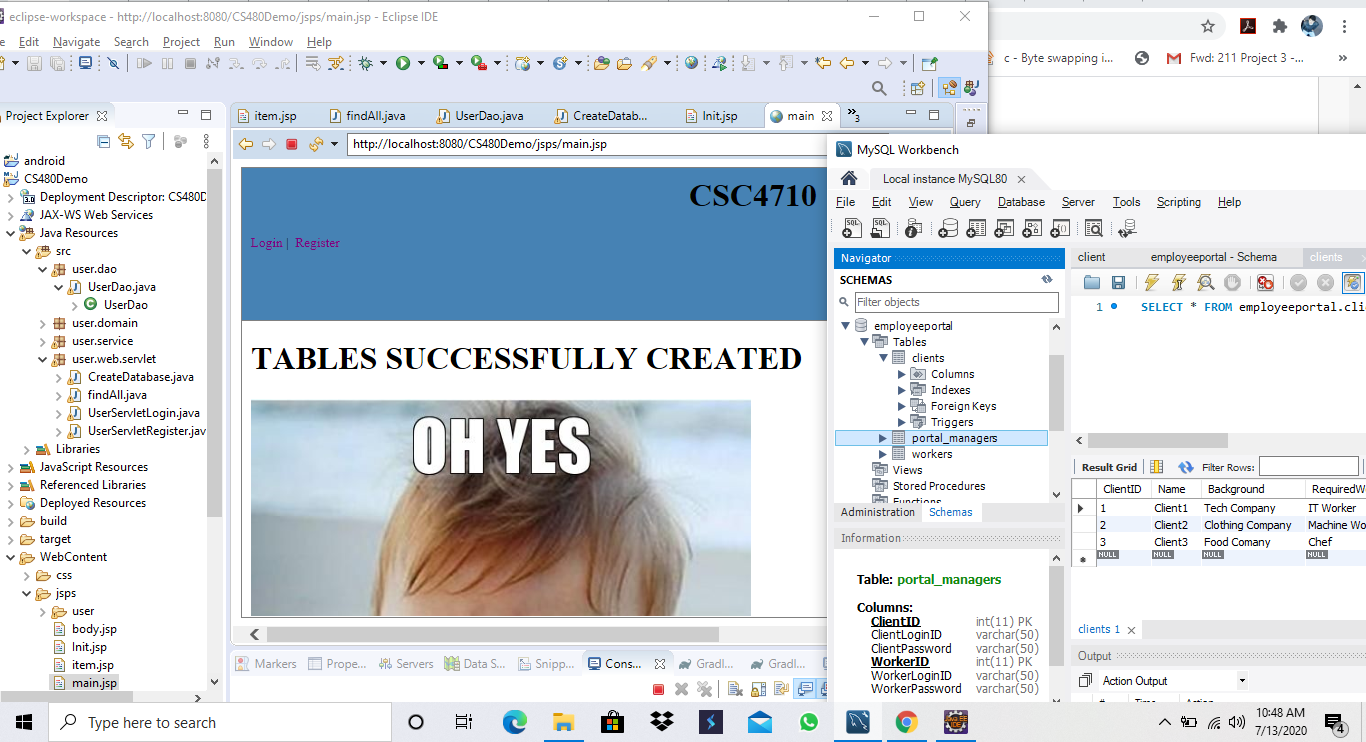 eclipse-workspace - http://localhost:8080/CS480Demo/jsps/main.jsp - Eclipse IDE
Edit Navigate Search Project Run Window Help
c - Byte swapping i...
Fwd: 211 Project 3 -...
Project Explorer
android
CS480Demo
Deployment Descriptor: CS480D
JAX-WS Web Services
Java Resources
src
user.dao
UserDao.java
UserDao
user.domain
user.service
user.web.servlet
CreateDatabase.java
findAll.java
UserServletLogin.java
UserServletRegister.jav
Libraries
JavaScript Resources
Referenced Libraries
Deployed Resources
build
target
WebContent
css
jsps
user
body.jsp
Init.jsp
item.jsp
main.jsp
item.jsp findAll.java UserDao.java CreateDatab... Init.jsp main 3
http://localhost:8080/CS480Demo/jsps/main.jsp
CSC4710
Login | Register
TABLES SUCCESSFULLY CREATED
OH YES
Markers Prope... Servers Data S... Snipp... Cons... Gradl... Gradl...
MySQL Workbench
Local instance MySQL80
File Edit View Query Database Server Tools Scripting Help
Navigator
SCHEMAS
Filter objects
employeeportal
Tables
clients
Columns
Indexes
Foreign Keys
Triggers
portal_managers
workers
Views
Stored Procedures
Functions
Administration Schemas
Information
Table: portal_managers
Columns:
ClientID int(11) PK
ClientLoginID varchar(50)
ClientPassword varchar(50)
WorkerID int(11) PK
WorkerLoginID varchar(50)
WorkerPassword varchar(50)
client employeeportal - Schema clients
1 SELECT * FROM employeeportal.clie
Result Grid Filter Rows:
ClientID Name Background RequiredW
1 Client1 Tech Company IT Worker
2 Client2 Clothing Company Machine Wo
3 Client3 Food Comany Chef
NULL NULL NULL NULL
clients 1
Output
Action Output
# Time Action
Type here to search
10:48 AM
7/13/2020
4